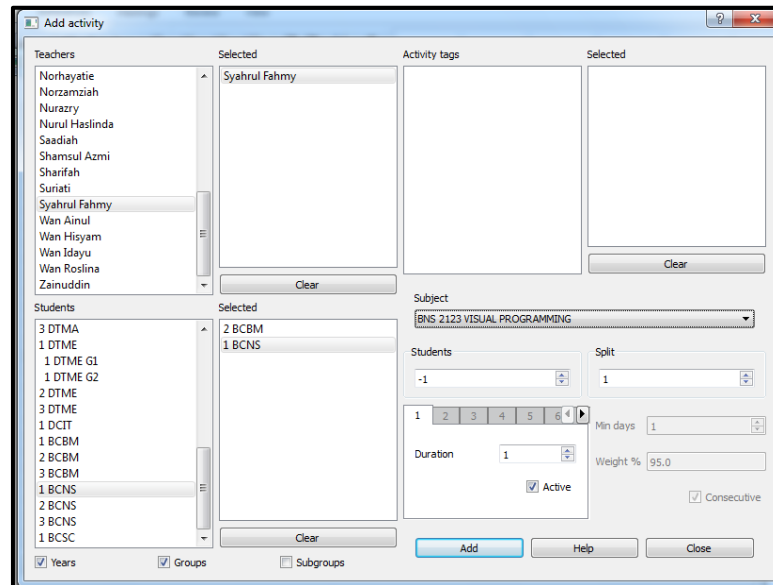 Add activity
Teachers
Norhayatie
Norzamziah
Nurazry
Nurul Haslinda
Saadiah
Shamsul Azmi
Sharifah
Suriati
Syahrul Fahmy
Wan Ainul
Wan Hisyam
Wan Idayu
Wan Roslina
Zainuddin
Selected
Syahrul Fahmy
Clear
Activity tags
Selected
Clear
Students
3 DTMA
1 DTME
1 DTME G1
1 DTME G2
2 DTME
3 DTME
1 DCIT
1 BCBM
2 BCBM
3 BCBM
1 BCNS
2 BCNS
3 BCNS
1 BCSC
Selected
2 BCBM
1 BCNS
Clear
Years Groups Subgroups
Subject
BNS 2123 VISUAL PROGRAMMING
Students
-1
Split
1
1 2 3 4 5 6
Duration 1
Active
Min days 1
Weight % 95.0
Consecutive
Add Help Close